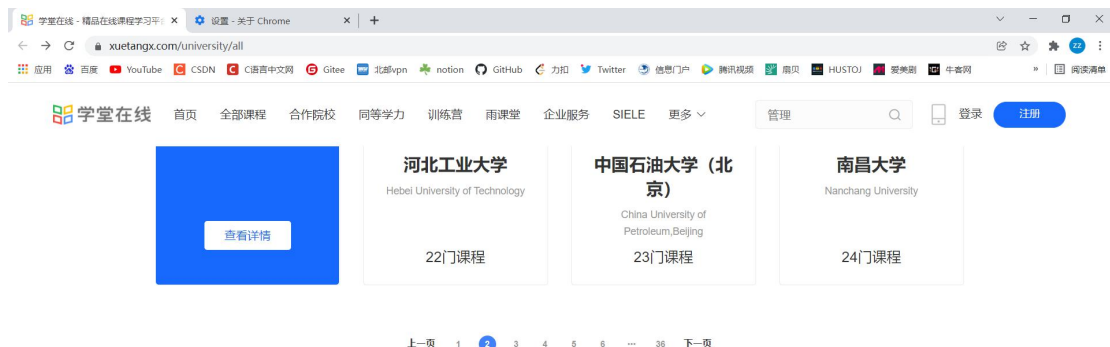 学堂在线 - 精品在线课程学习平 设置 - 关于 Chrome
xuetangx.com/university/all ZZ
应用 百度 YouTube CSDN C语言中文网 Gitee 北邮vpn notion GitHub 力扣 Twitter 信息门户 腾讯视频 扇贝 HUSTOJ 爱美剧 牛客网 » 阅读清单
学堂在线 首页 全部课程 合作院校 同等学力 训练营 雨课堂 企业服务 SIELE 更多 管理 登录 注册
河北工业大学 中国石油大学（北 南昌大学
京）
Hebei University of Technology Nanchang University
China University of
Petroleum,Beijing
查看详情
22门课程 23门课程 24门课程
上一页 1 2 3 4 5 6 ··· 36 下一页